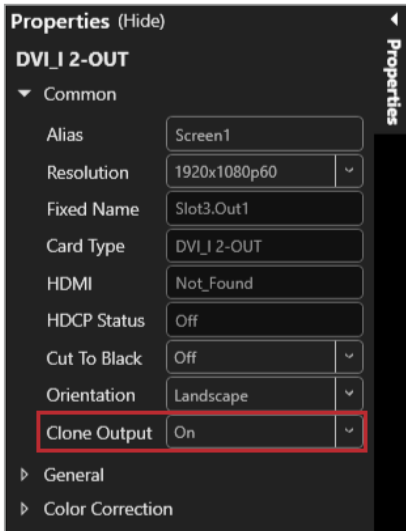 Properties (Hide)
Properties
DVI_I 2-OUT
Common
Alias Screen1
Resolution 1920x1080p60
Fixed Name Slot3.Out1
Card Type DVI_I 2-OUT
HDMI Not_Found
HDCP Status Off
Cut To Black Off
Orientation Landscape
Clone Output On
General
Color Correction